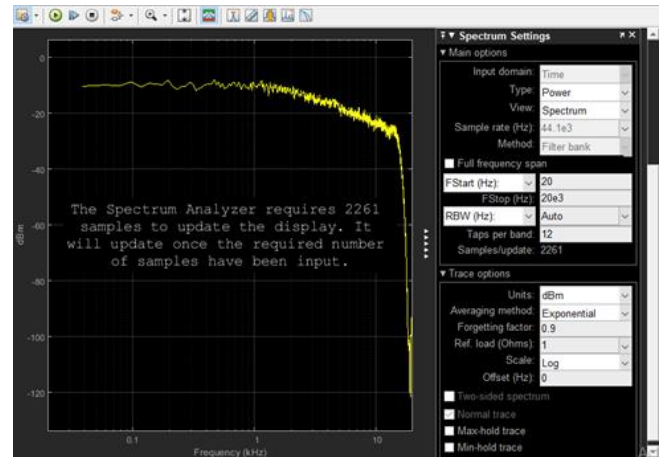 Spectrum Settings
Main options
Input domain: Time
Type: Power
View: Spectrum
Sample rate (Hz): 44.1e3
Method: Filter bank
Full frequency span
FStart (Hz): 20
FStop (Hz): 20e3
RBW (Hz): Auto
Taps per band: 12
Samples/update: 2261
Trace options
Units: dBm
Averaging method: Exponential
Forgetting factor: 0.9
Ref. load (Ohms): 1
Scale: Log
Offset (Hz): 0
Two-sided spectrum
Normal trace
Max-hold trace
Min-hold trace
0
-20
-40
-60
-80
-100
-120
dBm
The Spectrum Analyzer requires 2261
samples to update the display. It
will update once the required number
of samples have been input.
0.1
1
10
Frequency (kHz)